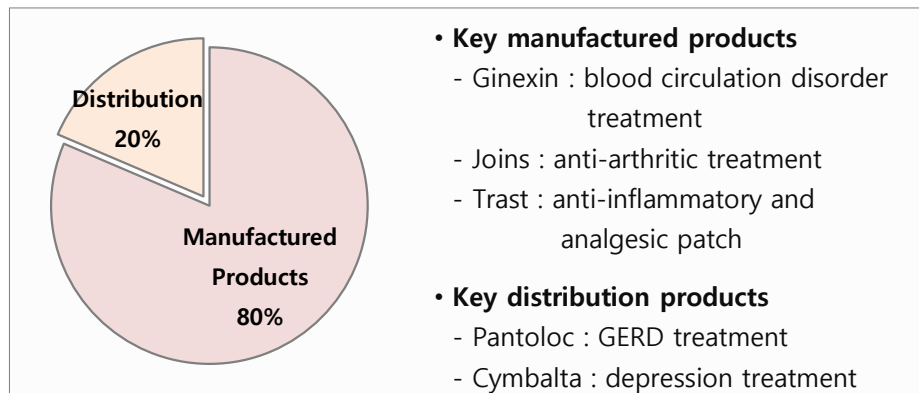 Distribution
20%
Manufactured
Products
80%
• Key manufactured products
- Ginexin : blood circulation disorder
treatment
- Joins : anti-arthritic treatment
- Trast : anti-inflammatory and
analgesic patch
• Key distribution products
- Pantoloc : GERD treatment
- Cymbalta : depression treatment